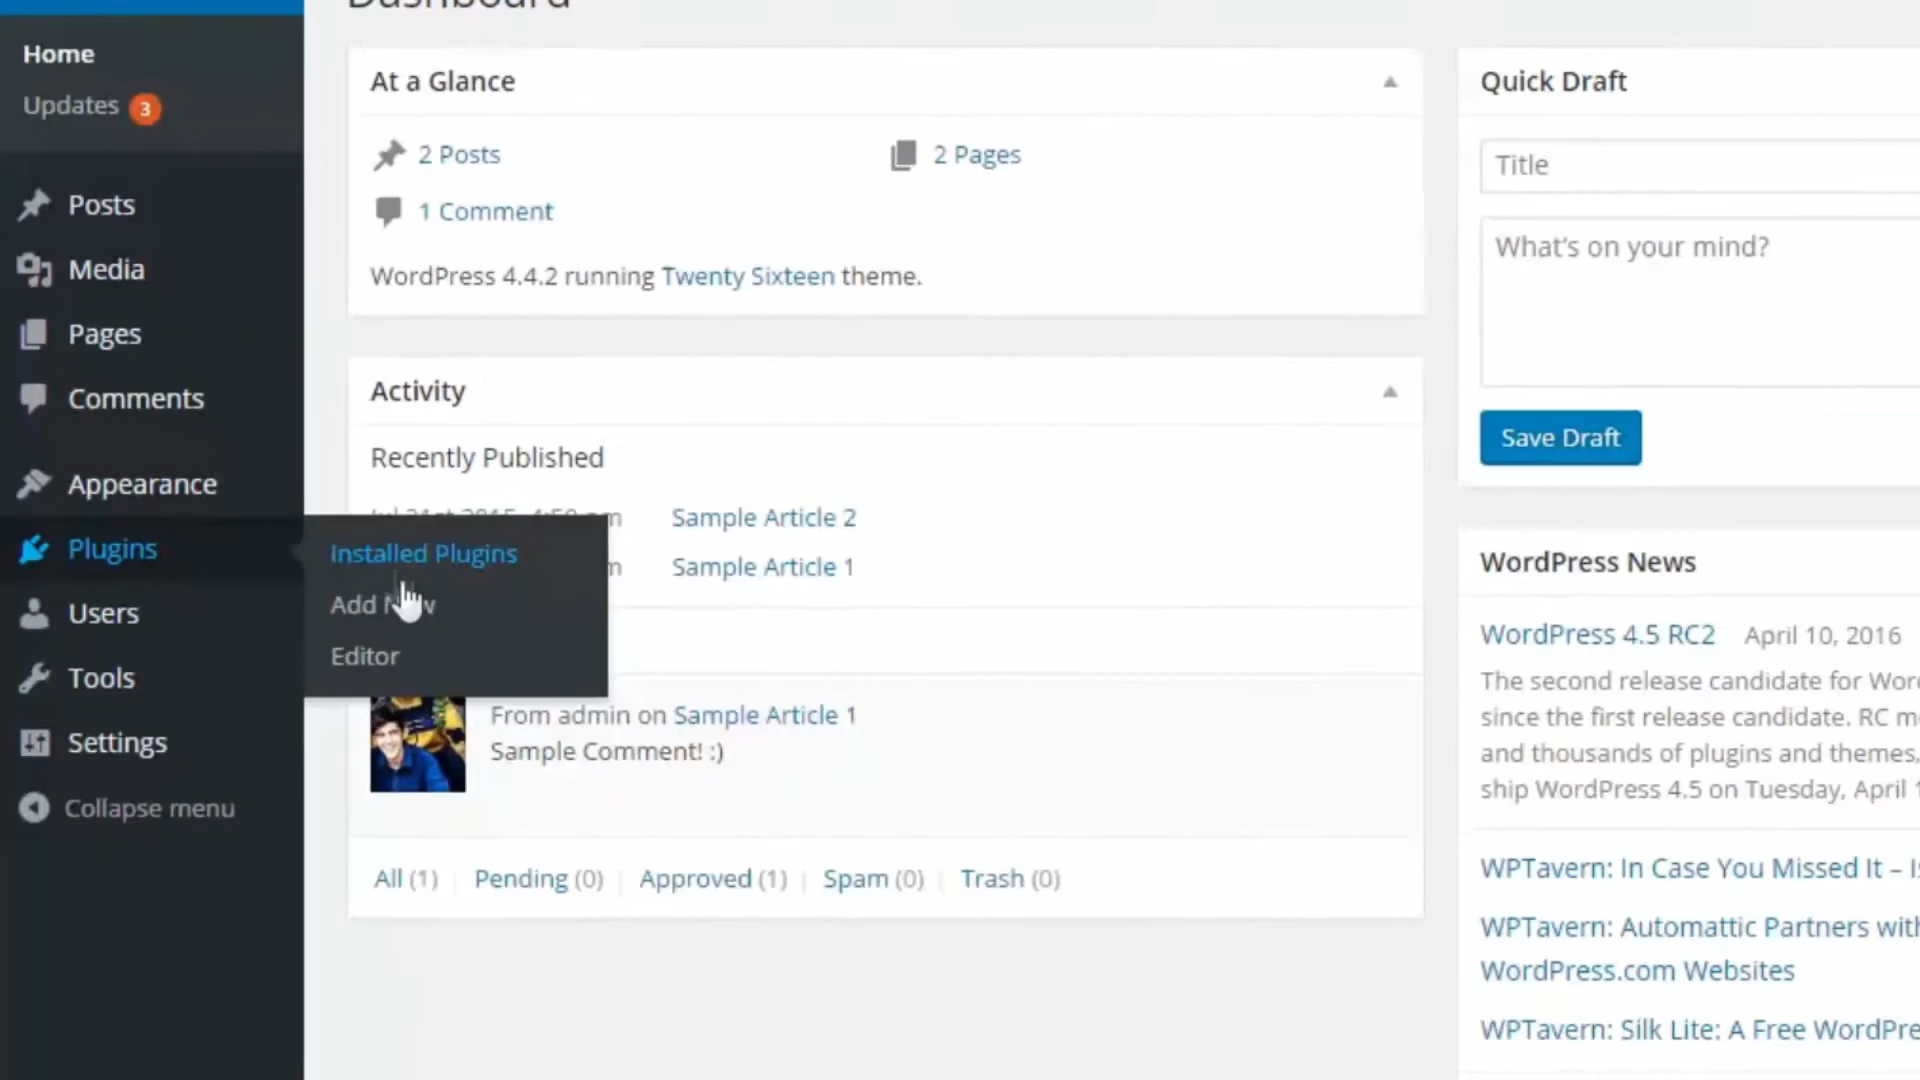 Dashboard
Home
Updates 3
Posts
Media
Pages
Comments
Appearance
Plugins
Users
Tools
Settings
Collapse menu
Installed Plugins
Add
Editor
At a Glance
2 Posts
2 Pages
1 Comment
WordPress 4.4.2 running Twenty Sixteen theme.
Activity
Recently Published
Sample Article 2
Sample Article 1
From admin on Sample Article 1
Sample Comment! :)
All (1) | Pending (0) | Approved (1) | Spam (0) | Trash (0)
Quick Draft
Title
What's on your mind?
Save Draft
WordPress News
WordPress 4.5 RC2 April 10, 2016
The second release candidate for
since the first release candidate. RC
and thousands of plugins and themes,
ship WordPress 4.5 on Tuesday, April
WPTavern: In Case You Missed It –
WPTavern: Automattic Partners
WordPress.com Websites
WPTavern: Silk Lite: A Free